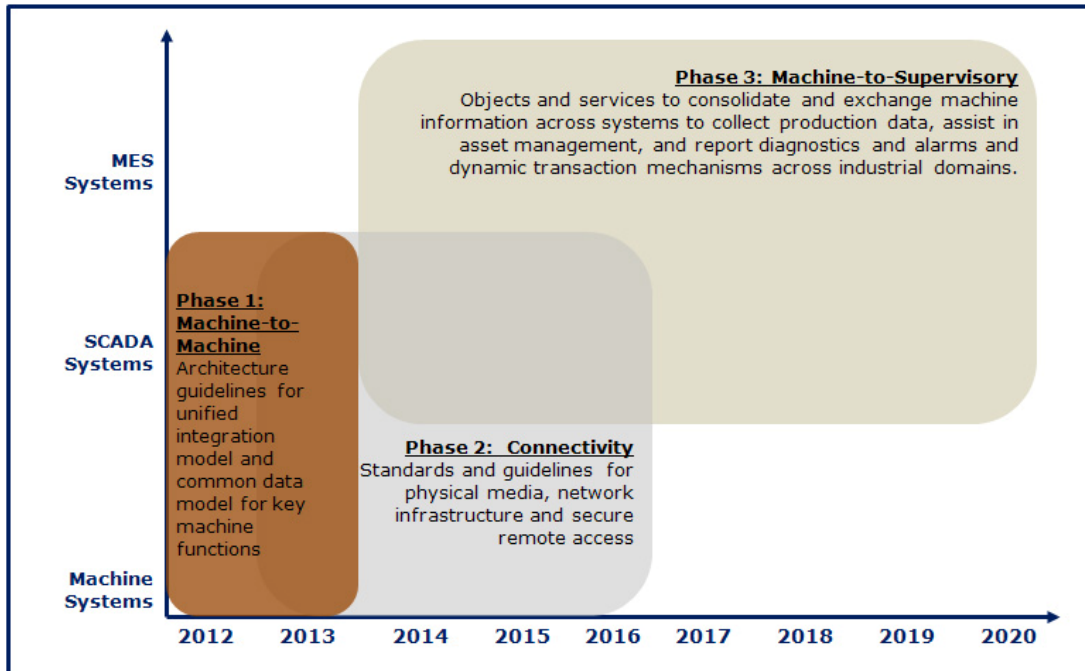 Phase 3: Machine-to-Supervisory
Objects and services to consolidate and exchange machine
information across systems to collect production data, assist in
asset management, and report diagnostics and alarms and
dynamic transaction mechanisms across industrial domains.
MES
Systems
Phase 1:
Machine-to-
Machine
Architecture
guidelines for
unified
integration
model and
common data
model for key
machine
functions
SCADA
Systems
Phase 2: Connectivity
Standards and guidelines for
physical media, network
infrastructure and secure
remote access
Machine
Systems
2012 2013 2014 2015 2016 2017 2018 2019 2020